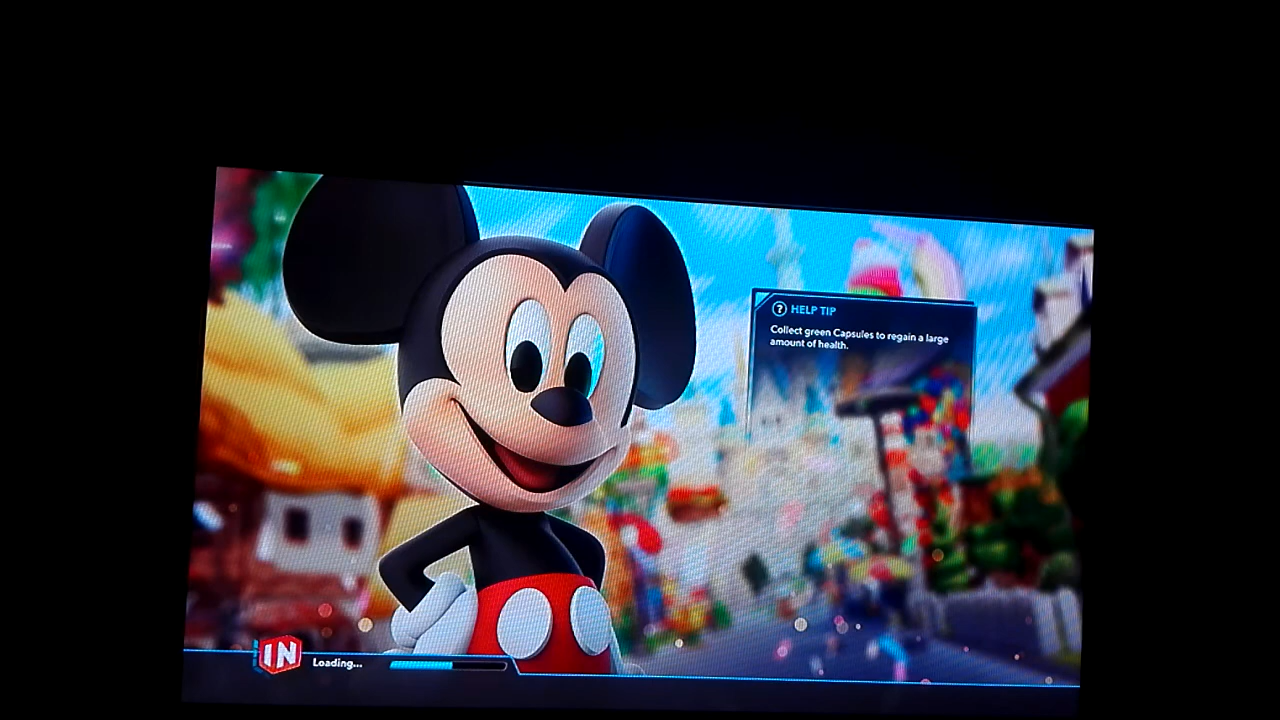 HELP TIP
Collect green Capsules to regain a large
amount of health.
IN
Loading...